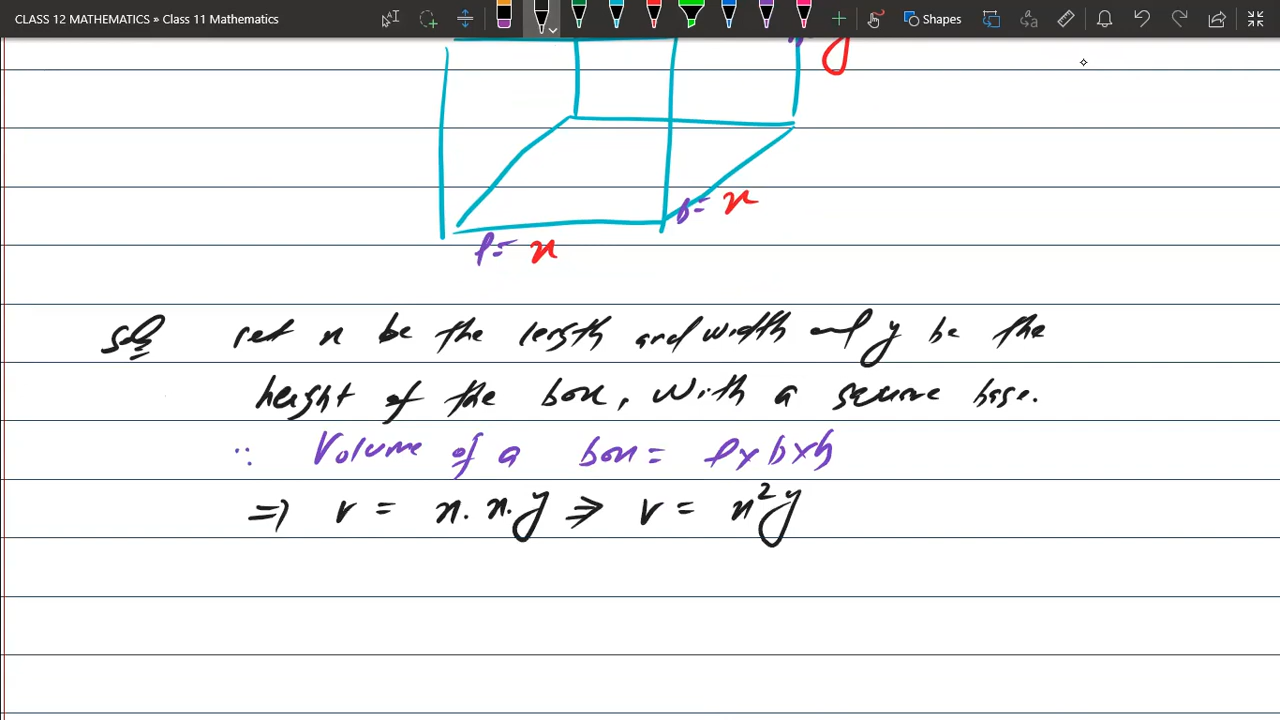 CLASS 12 MATHEMATICS » Class 11 Mathematics
Shapes
y
b = x
l = x
Sol Let x be the length and width and y be the
height of the box, with a square base.
∴ Volume of a box = l×b×h
⇒ v = x.x.y ⇒ v = x²y